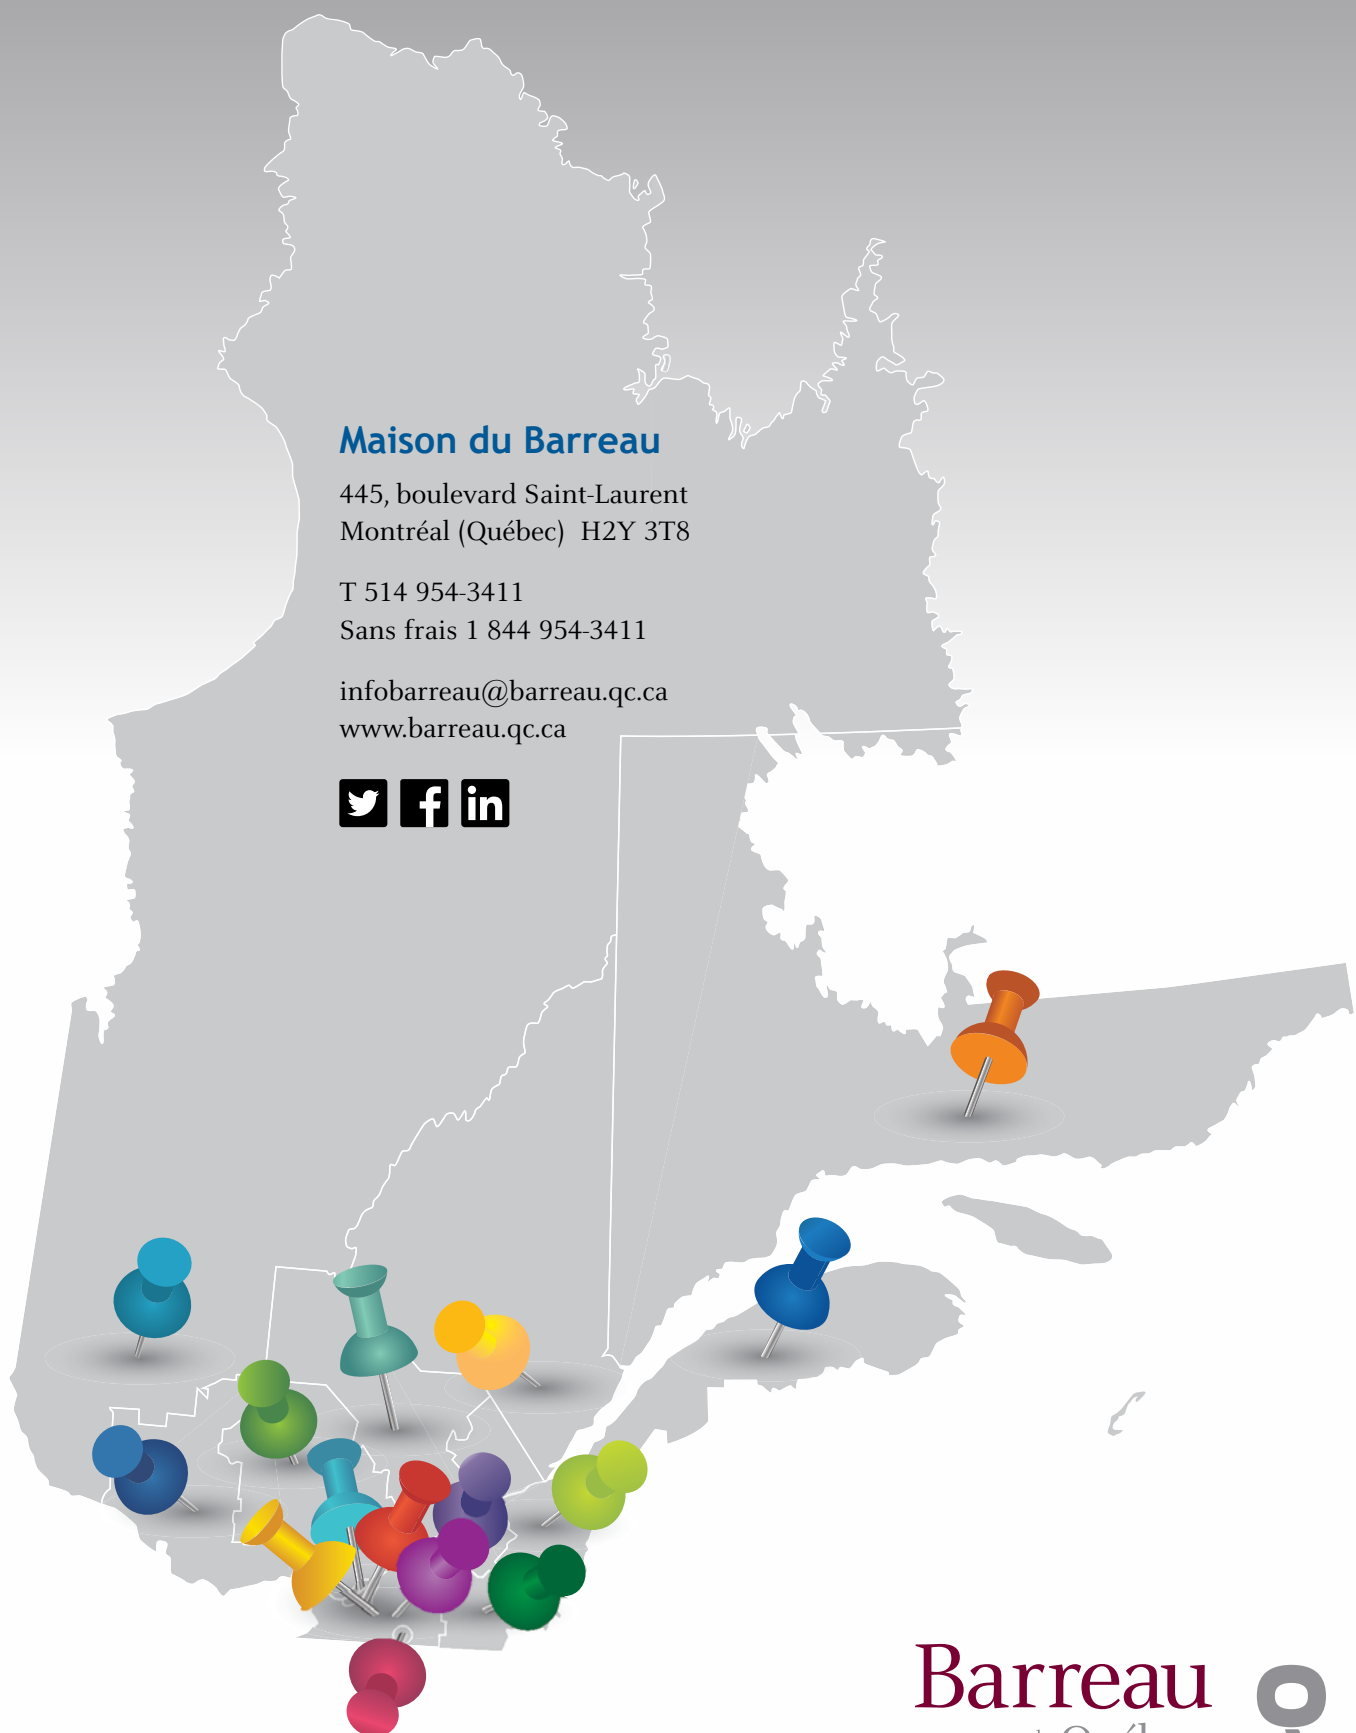 Maison du Barreau
445, boulevard Saint-Laurent
Montréal (Québec) H2Y 3T8
T 514 954-3411
Sans frais 1 844 954-3411
infobarreau@barreau.qc.ca
www.barreau.qc.ca
in
Barreau